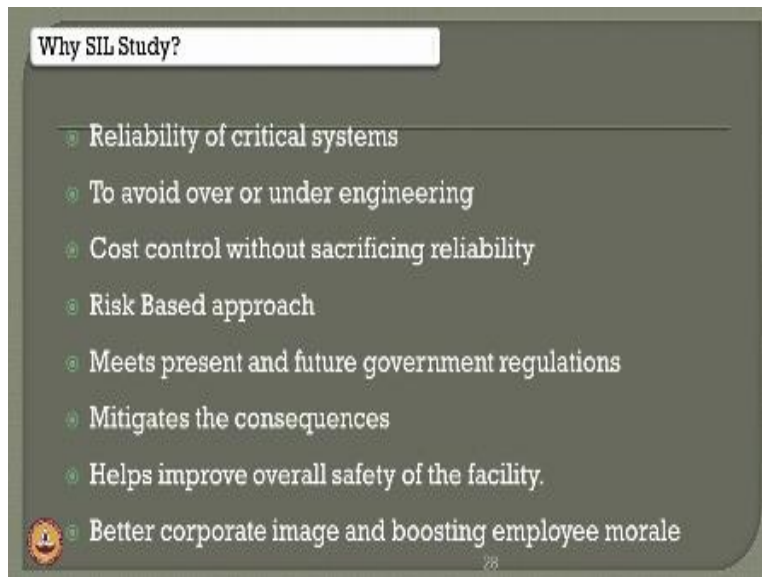 Why SIL Study?
Reliability of critical systems
To avoid over or under engineering
Cost control without sacrificing reliability
Risk Based approach
Meets present and future government regulations
Mitigates the consequences
Helps improve overall safety of the facility.
Better corporate image and boosting employee morale
28